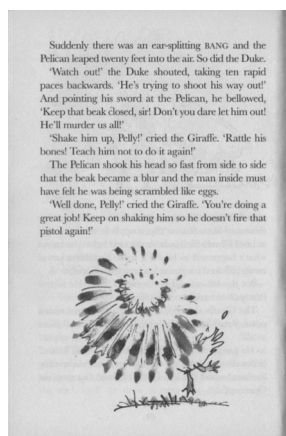 Suddenly there was an ear-splitting BANG and the
Pelican leaped twenty feet into the air. So did the Duke.
‘Watch out!’ the Duke shouted, taking ten rapid
paces backwards. ‘He’s trying to shoot his way out!’
And pointing his sword at the Pelican, he bellowed,
‘Keep that beak closed, sir! Don’t you dare let him out!
He’ll murder us all!’
‘Shake him up, Pelly!’ cried the Giraffe. ‘Rattle his
bones! Teach him not to do it again!’
The Pelican shook his head so fast from side to side
that the beak became a blur and the man inside must
have felt he was being scrambled like eggs.
‘Well done, Pelly!’ cried the Giraffe. ‘You’re doing a
great job! Keep on shaking him so he doesn’t fire that
pistol again!’